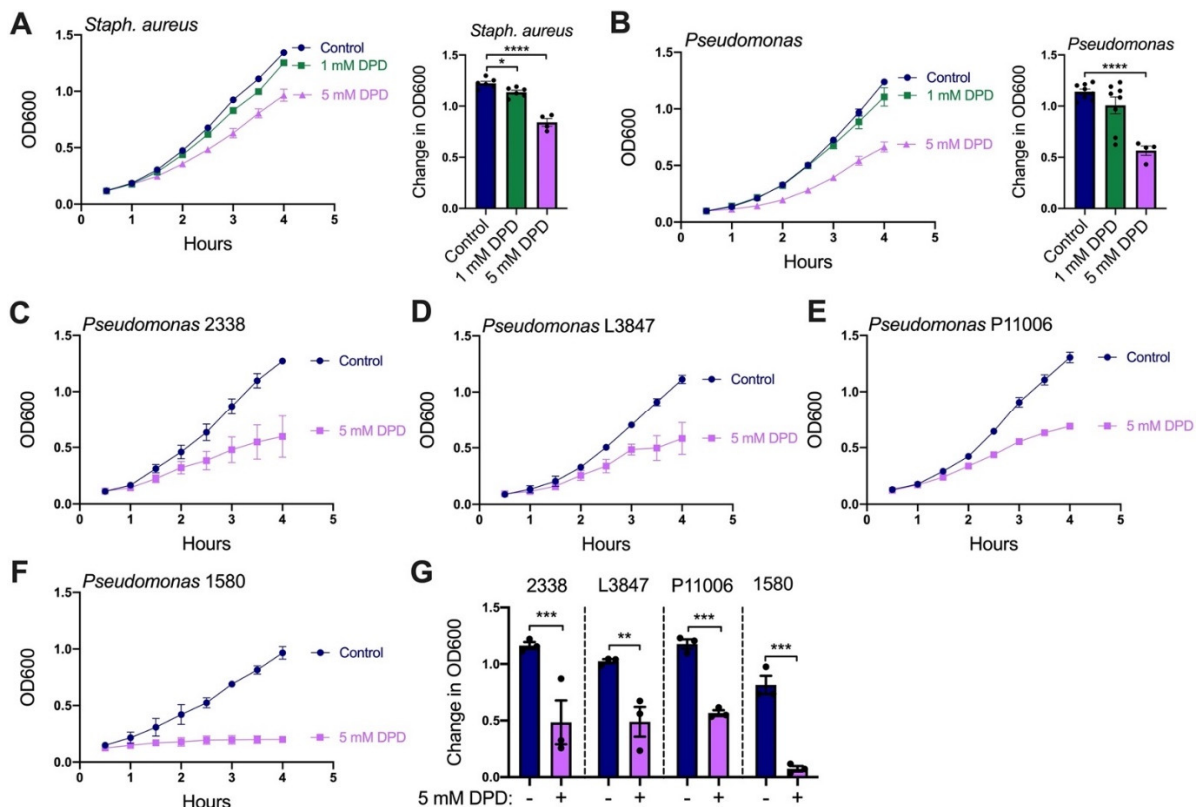 A
Staph. aureus
OD600
1.5
1.0
0.5
0.0
0
1
2
3
4
5
Hours
Control
1 mM DPD
5 mM DPD
Staph. aureus
****
*
Change in OD600
1.5
1.0
0.5
0.0
Control
1 mM DPD
5 mM DPD
B
Pseudomonas
OD600
1.5
1.0
0.5
0.0
0
1
2
3
4
5
Hours
Control
1 mM DPD
5 mM DPD
Pseudomonas
****
Change in OD600
1.5
1.0
0.5
0.0
Control
1 mM DPD
5 mM DPD
C
Pseudomonas 2338
OD600
1.5
1.0
0.5
0.0
0
1
2
3
4
5
Hours
Control
5 mM DPD
D
Pseudomonas L3847
OD600
1.5
1.0
0.5
0.0
0
1
2
3
4
5
Hours
Control
5 mM DPD
E
Pseudomonas P11006
OD600
1.5
1.0
0.5
0.0
0
1
2
3
4
5
Hours
Control
5 mM DPD
F
Pseudomonas 1580
OD600
1.5
1.0
0.5
0.0
0
1
2
3
4
5
Hours
Control
5 mM DPD
G
2338 L3847 P11006 1580
*** ** *** ***
Change in OD600
1.5
1.0
0.5
0.0
5 mM DPD: - + - + - + - +